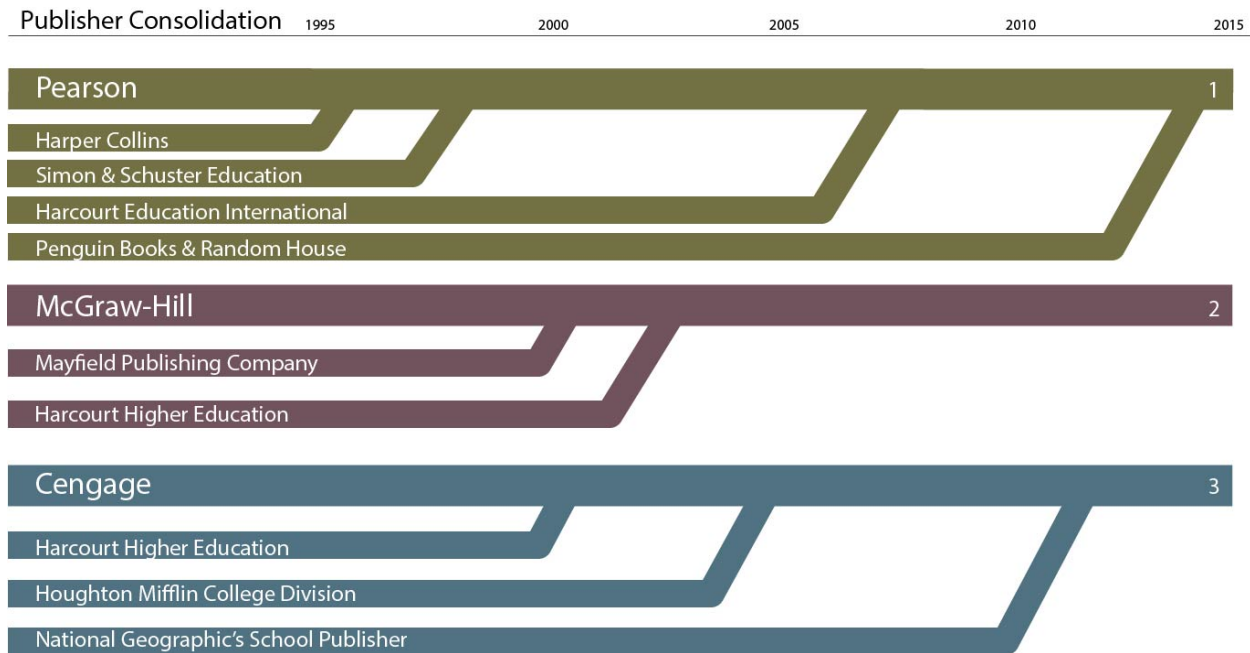 Publisher Consolidation 1995 2000 2005 2010 2015
Pearson 1
Harper Collins
Simon & Schuster Education
Harcourt Education International
Penguin Books & Random House
McGraw-Hill 2
Mayfield Publishing Company
Harcourt Higher Education
Cengage 3
Harcourt Higher Education
Houghton Mifflin College Division
National Geographic's School Publisher